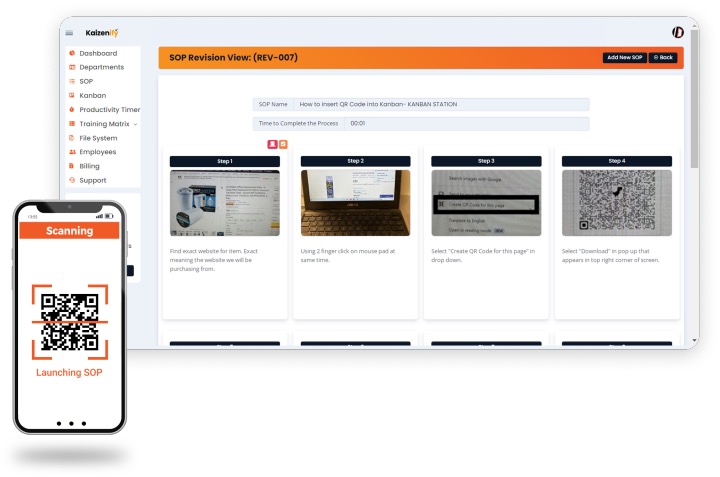 Kaizenify
Dashboard
Departments
SOP
Kanban
Productivity Timer
Training Matrix
File System
Employees
Billing
Support
SOP Revision View: (REV-007)
Add New SOP
Back
SOP Name
How to insert QR Code into Kanban- KANBAN STATION
Time to Complete the Process
00:01
Step 1
Find exact website for item. Exact
meaning the website we will be
purchasing from.
Step 2
Using 2 finger click on mouse pad at
same time.
Step 3
Search images with Google
Create QR Code for this page
Translate to English
Open in reading mode
Select "Create QR Code for this page" in
drop down.
Step 4
Select "Download" in pop up that
appears in top right corner of screen.
Scanning
Launching SOP